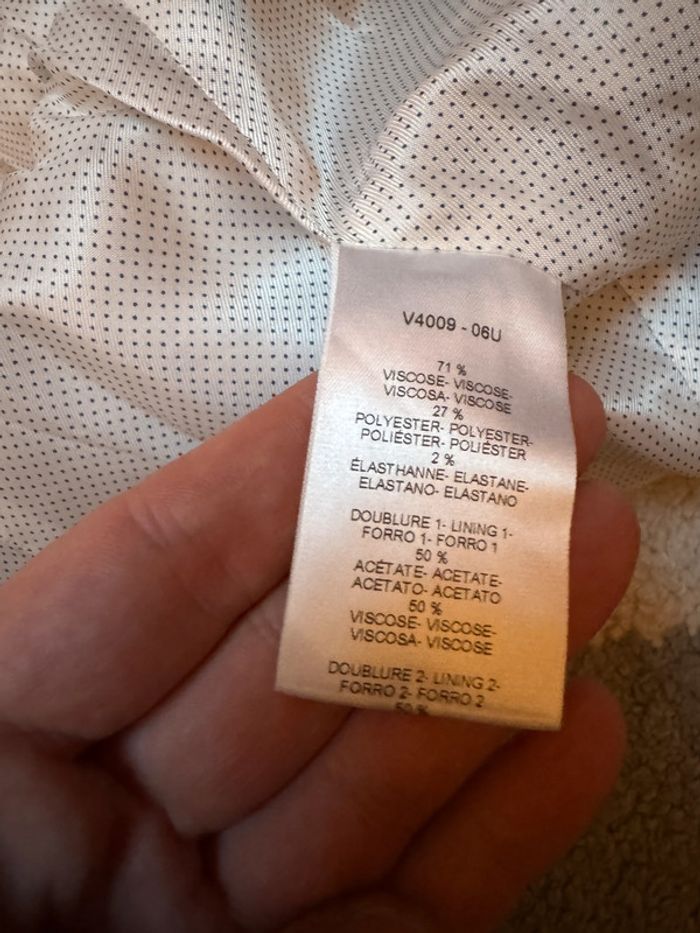 V4009 - 06U
71 %
VISCOSE- VISCOSE-
VISCOSA- VISCOSE
27 %
POLYESTER- POLYESTER-
POLIÉSTER- POLIÉSTER
2 %
ÉLASTHANNE- ELASTANE-
ELASTANO- ELASTANO
DOUBLURE 1- LINING 1-
FORRO 1- FORRO 1
50 %
ACÉTATE- ACETATE-
ACETATO- ACETATO
50 %
VISCOSE- VISCOSE-
VISCOSA- VISCOSE
DOUBLURE 2- LINING 2-
FORRO 2- FORRO 2
50 %